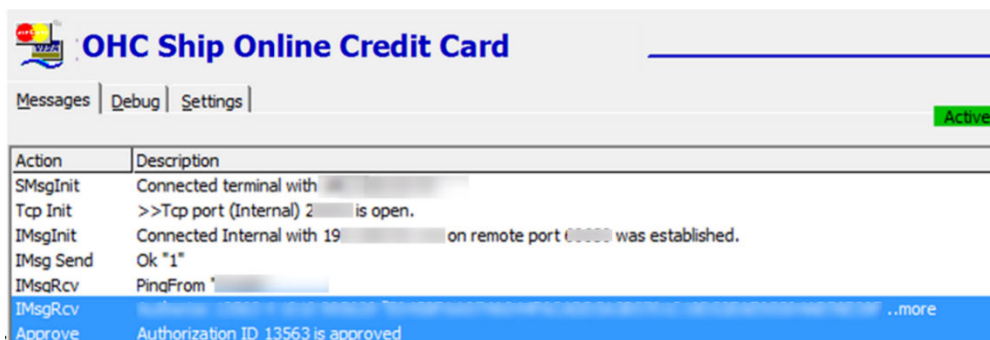 OHC Ship Online Credit Card
Messages Debug Settings
Active
Action Description
SMsgInit Connected terminal with
Tcp Init >>Tcp port (Internal) 2 is open.
IMsgInit Connected Internal with 19 on remote port was established.
IMsg Send Ok "1"
IMsgRcv PingFrom "
IMsgRcv ..more
Approve Authorization ID 13563 is approved